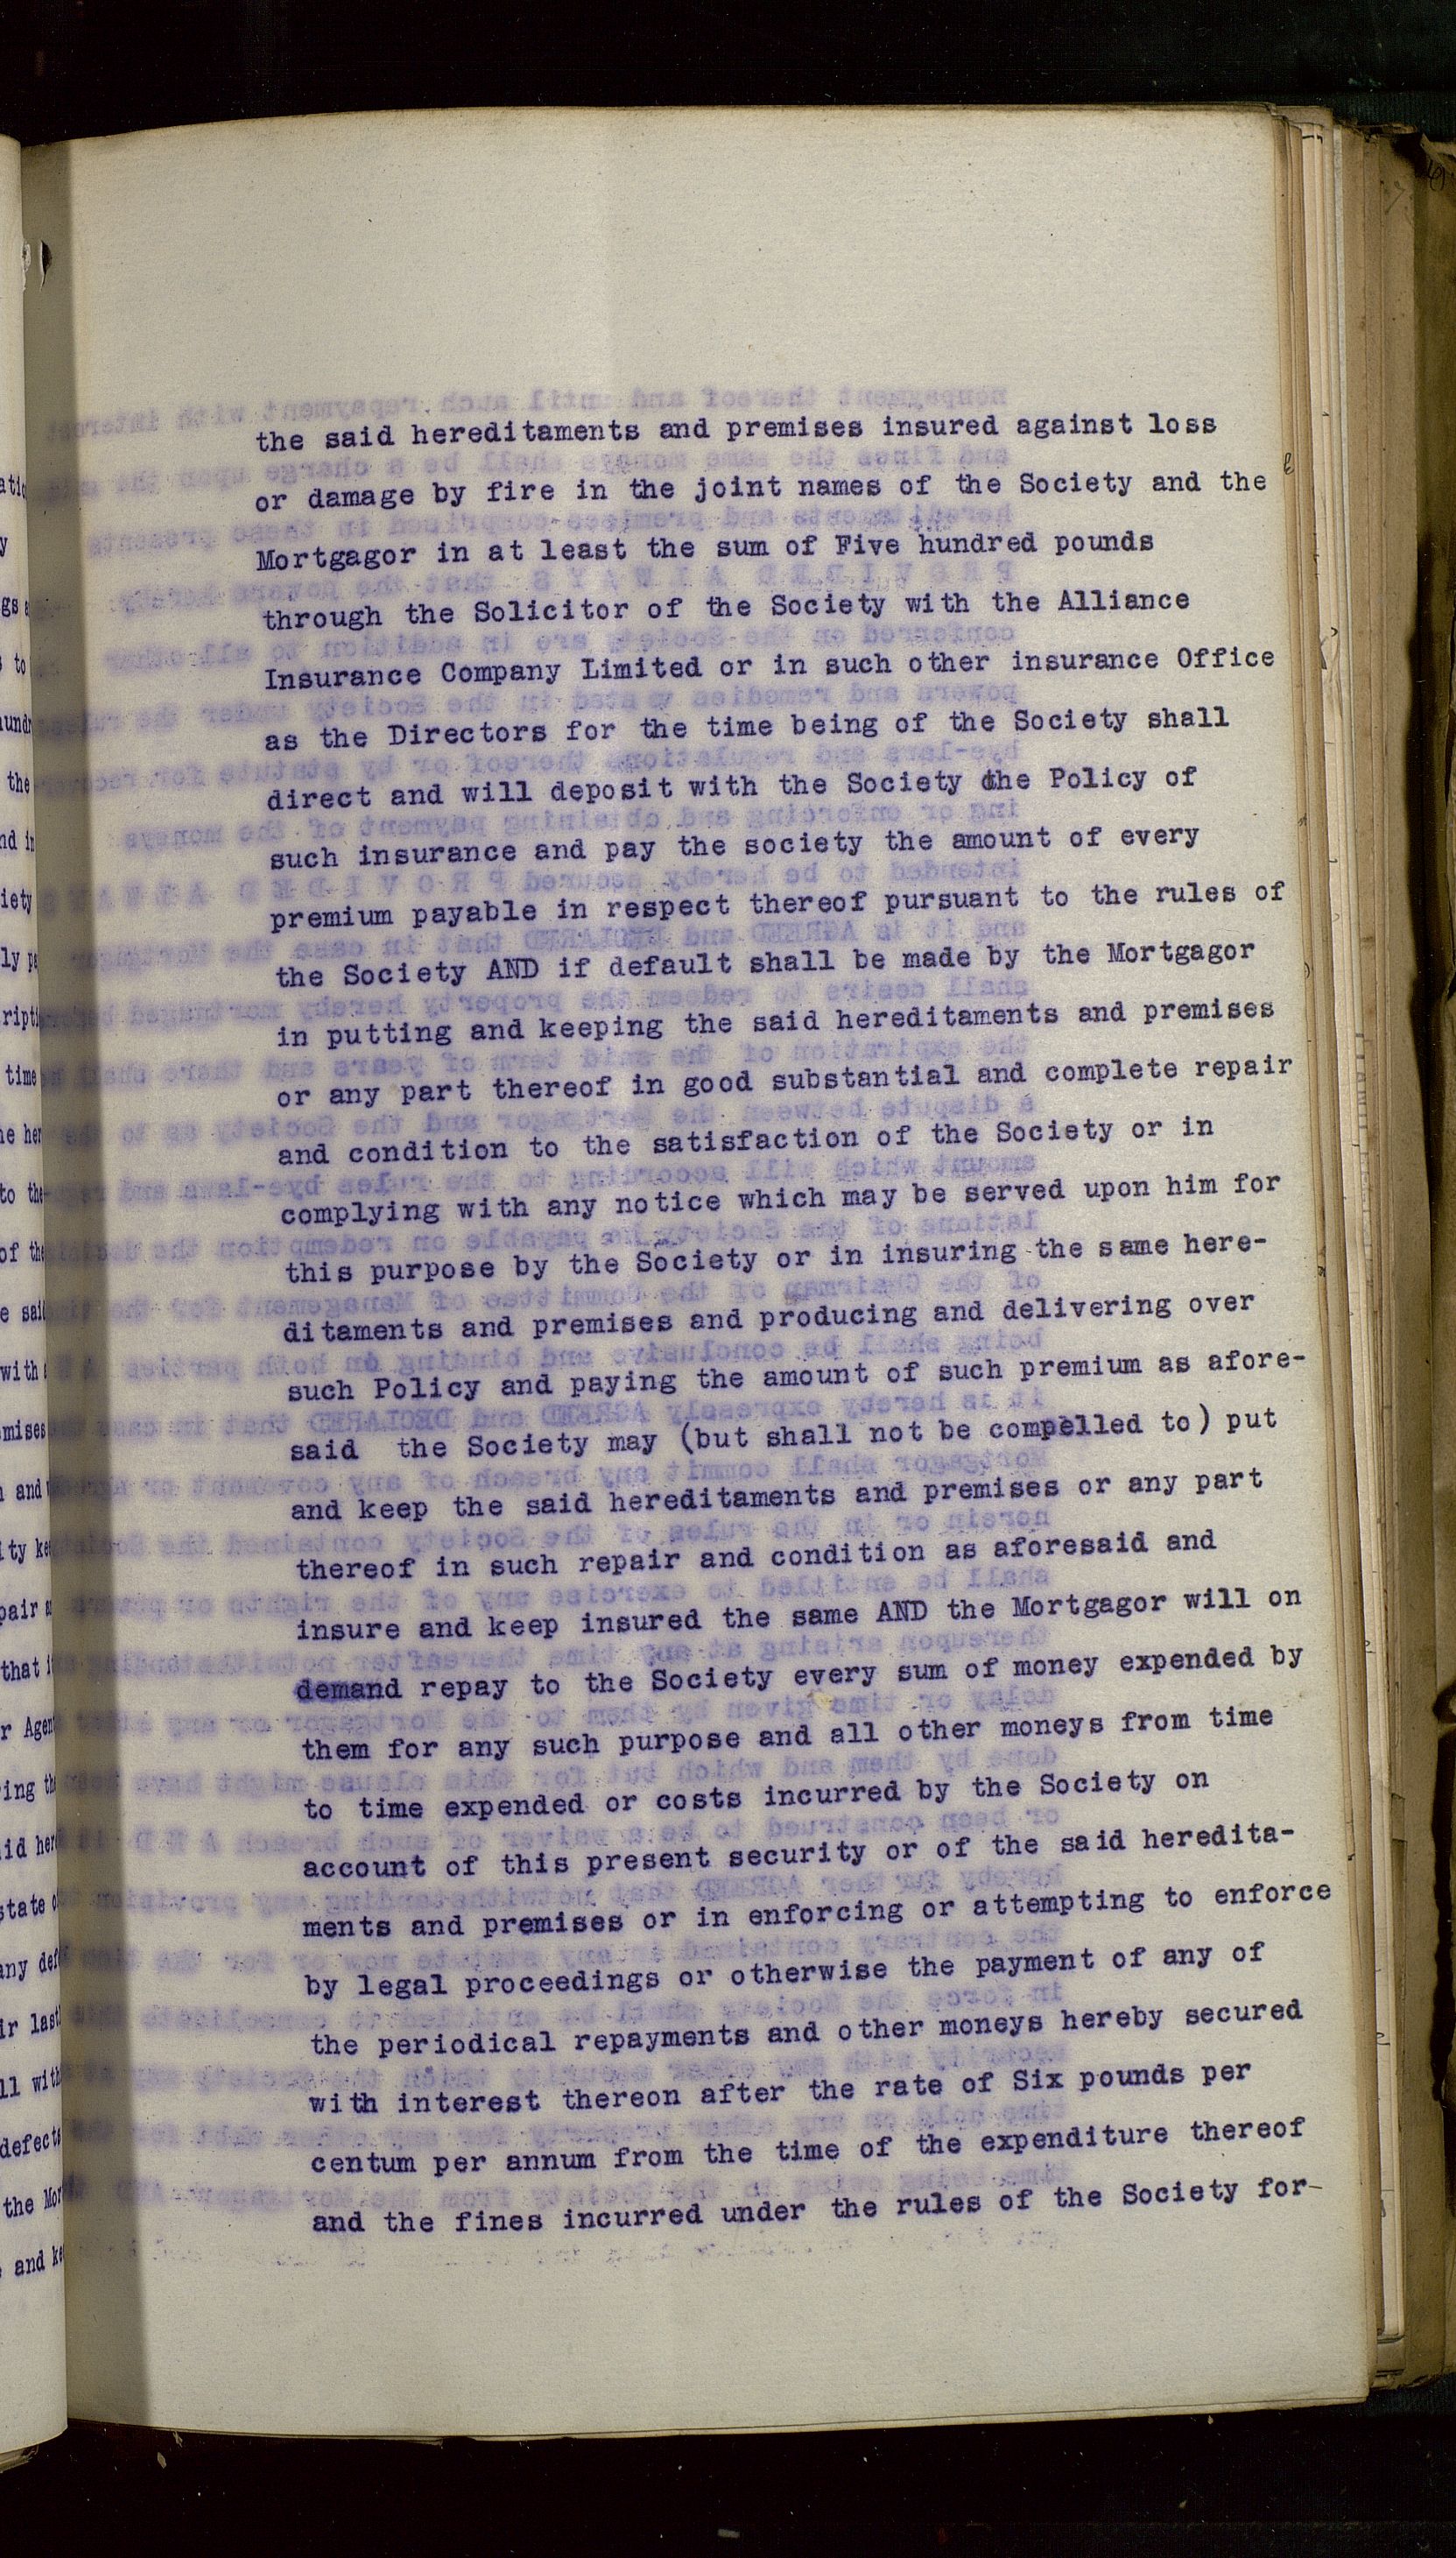 the said hereditaments and premises insured against loss
or damage by fire in the joint names of the Society and the
Mortgagor in at least the sum of Five hundred pounds
through the Solicitor of the Society with the Alliance
Insurance Company Limited or in such other insurance Office
as the Directors for the time being of the Society shall
direct and will deposit with the Society the Policy of
such insurance and pay the society the amount of every
premium payable in respect thereof pursuant to the rules of
the Society AND if default shall be made by the Mortgagor
in putting and keeping the said hereditaments and premises
or any part thereof in good substantial and complete repair
and condition to the satisfaction of the Society or in
complying with any notice which may be served upon him for
this purpose by the Society or in insuring the same here-
ditaments and premises and producing and delivering over
such Policy and paying the amount of such premium as afore-
said the Society may (but shall not be compelled to) put
and keep the said hereditaments and premises or any part
thereof in such repair and condition as aforesaid and
insure and keep insured the same AND the Mortgagor will on
demand repay to the Society every sum of money expended by
them for any such purpose and all other moneys from time
to time expended or costs incurred by the Society on
account of this present security or of the said heredita-
ments and premises or in enforcing or attempting to enforce
by legal proceedings or otherwise the payment of any of
the periodical repayments and other moneys hereby secured
with interest thereon after the rate of Six pounds per
centum per annum from the time of the expenditure thereof
and the fines incurred under the rules of the Society for-